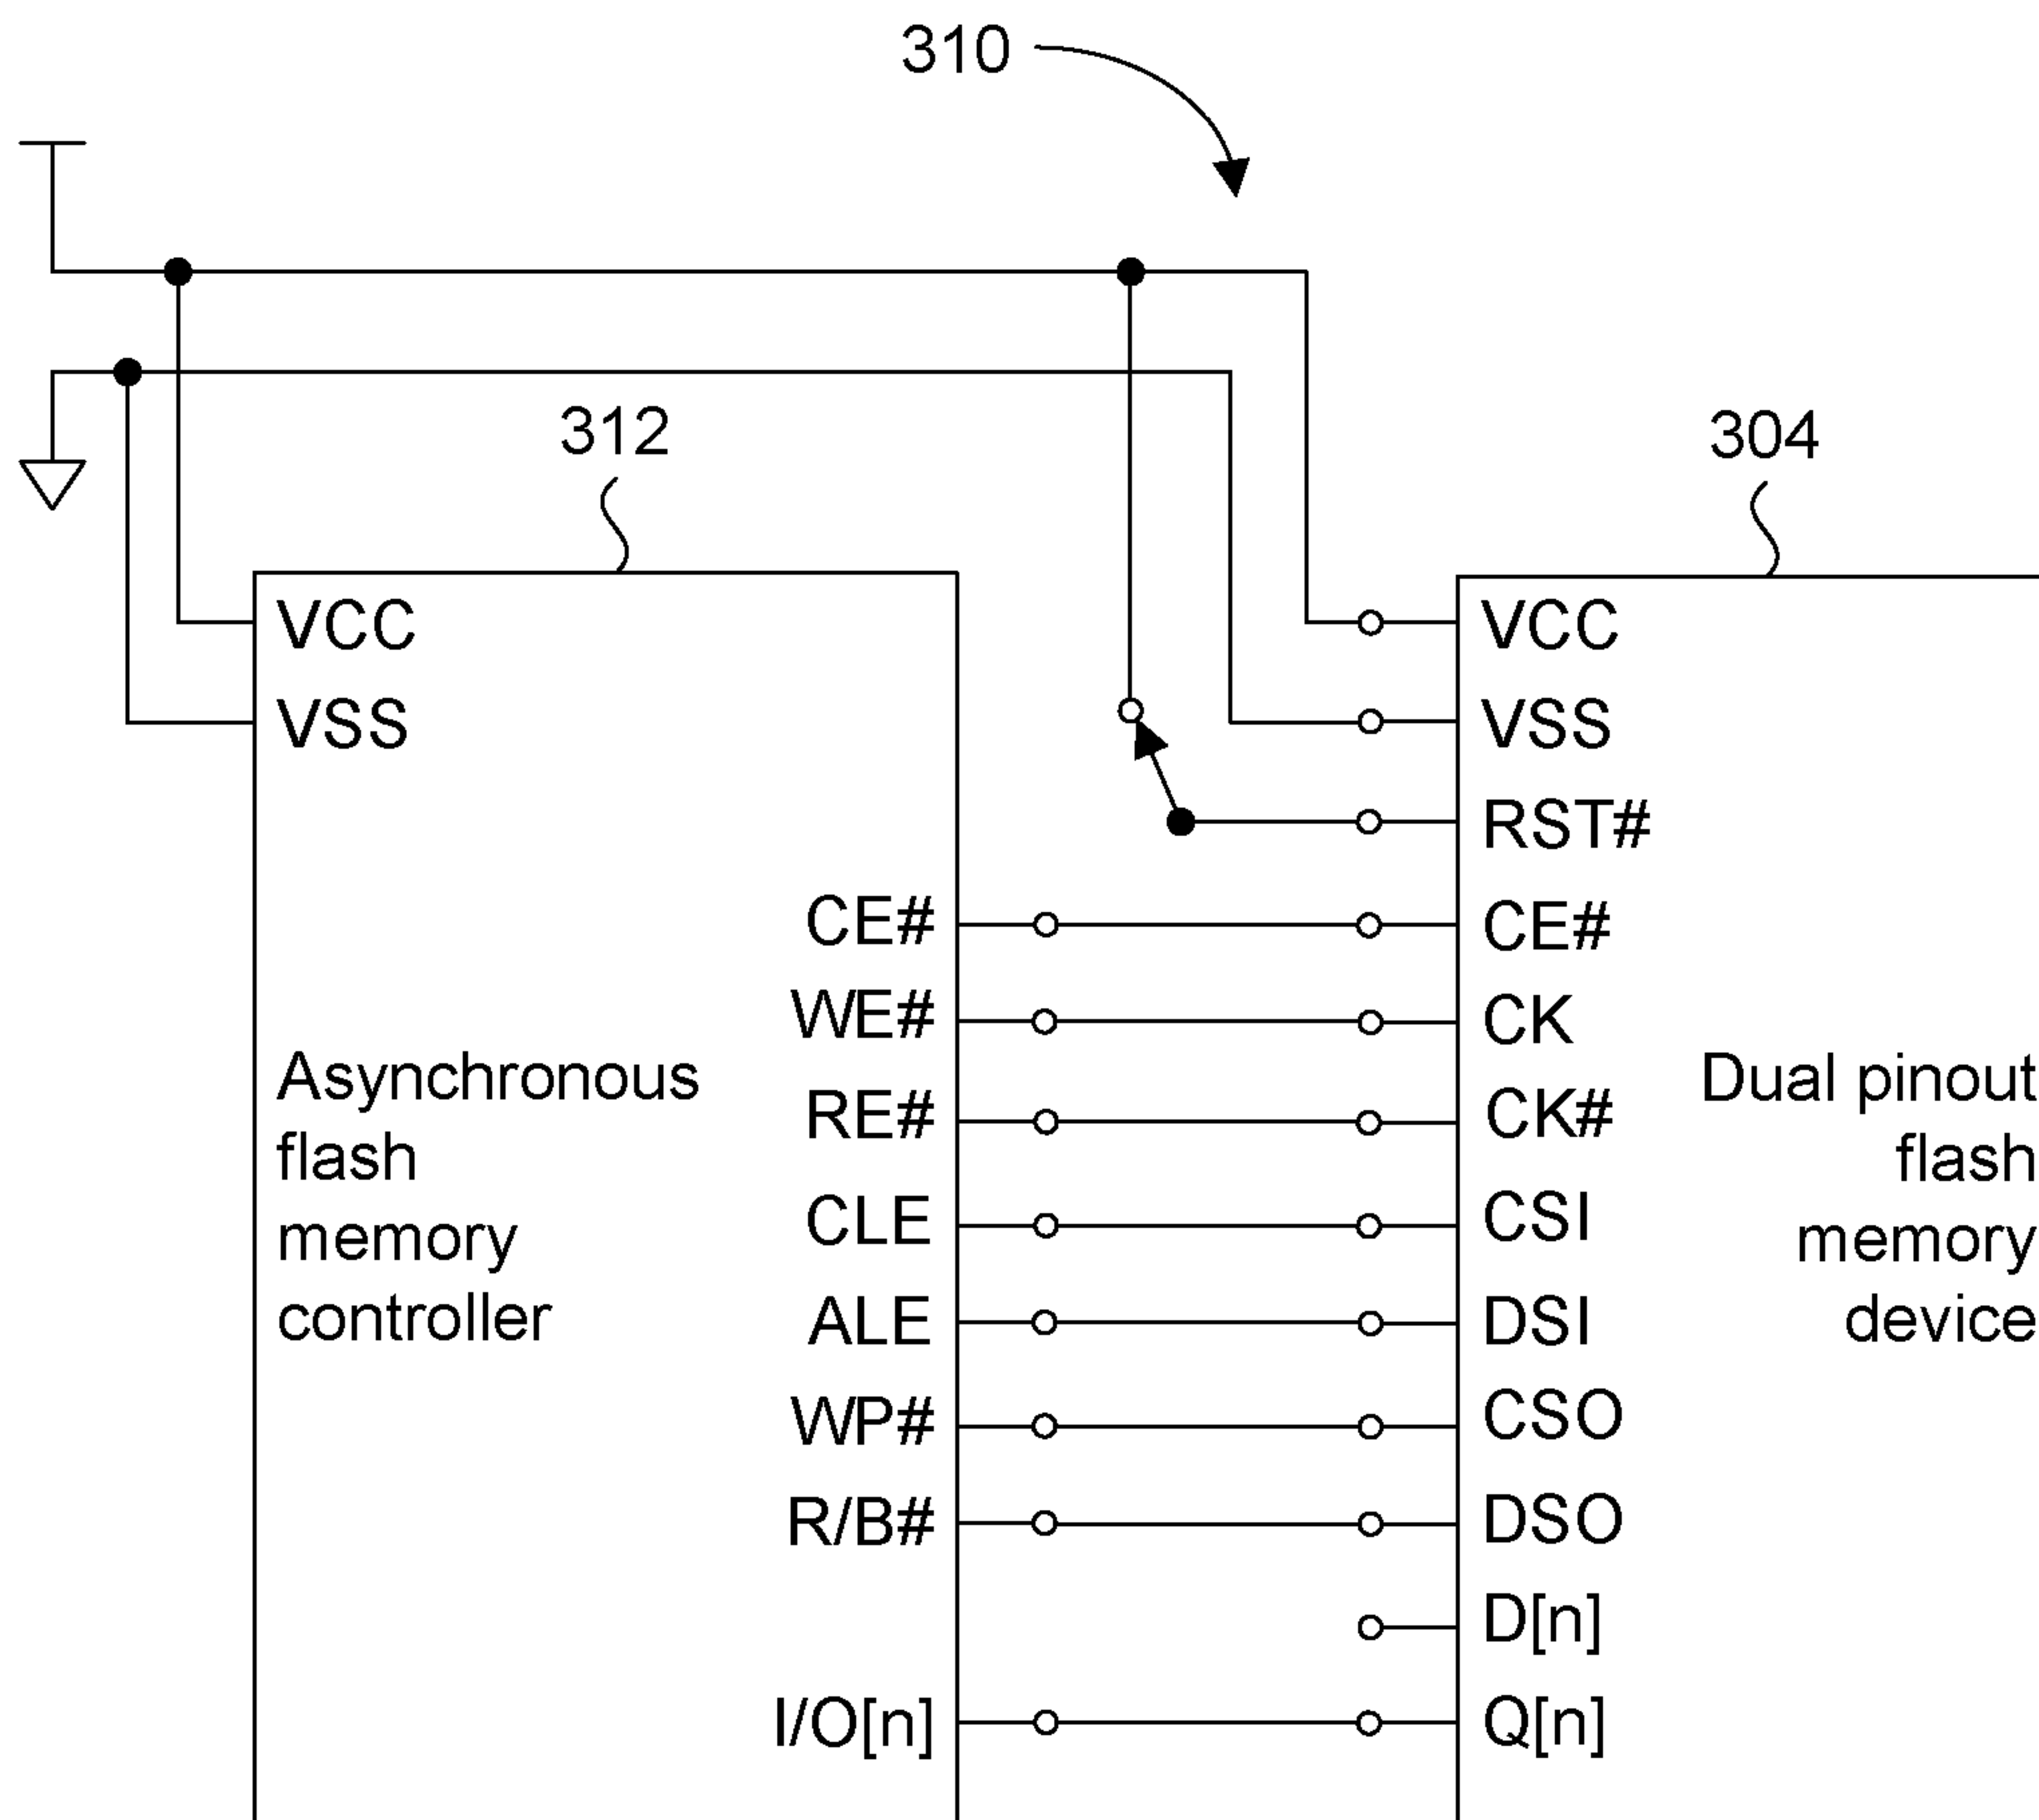 310
312
304
VCC
VSS
CE#
WE#
RE#
CLE
ALE
WP#
R/B#
I/O[n]
Asynchronous
flash
memory
controller
VCC
VSS
RST#
CE#
CK
CK#
CSI
DSI
CSO
DSO
D[n]
Q[n]
Dual pinout
flash
memory
device